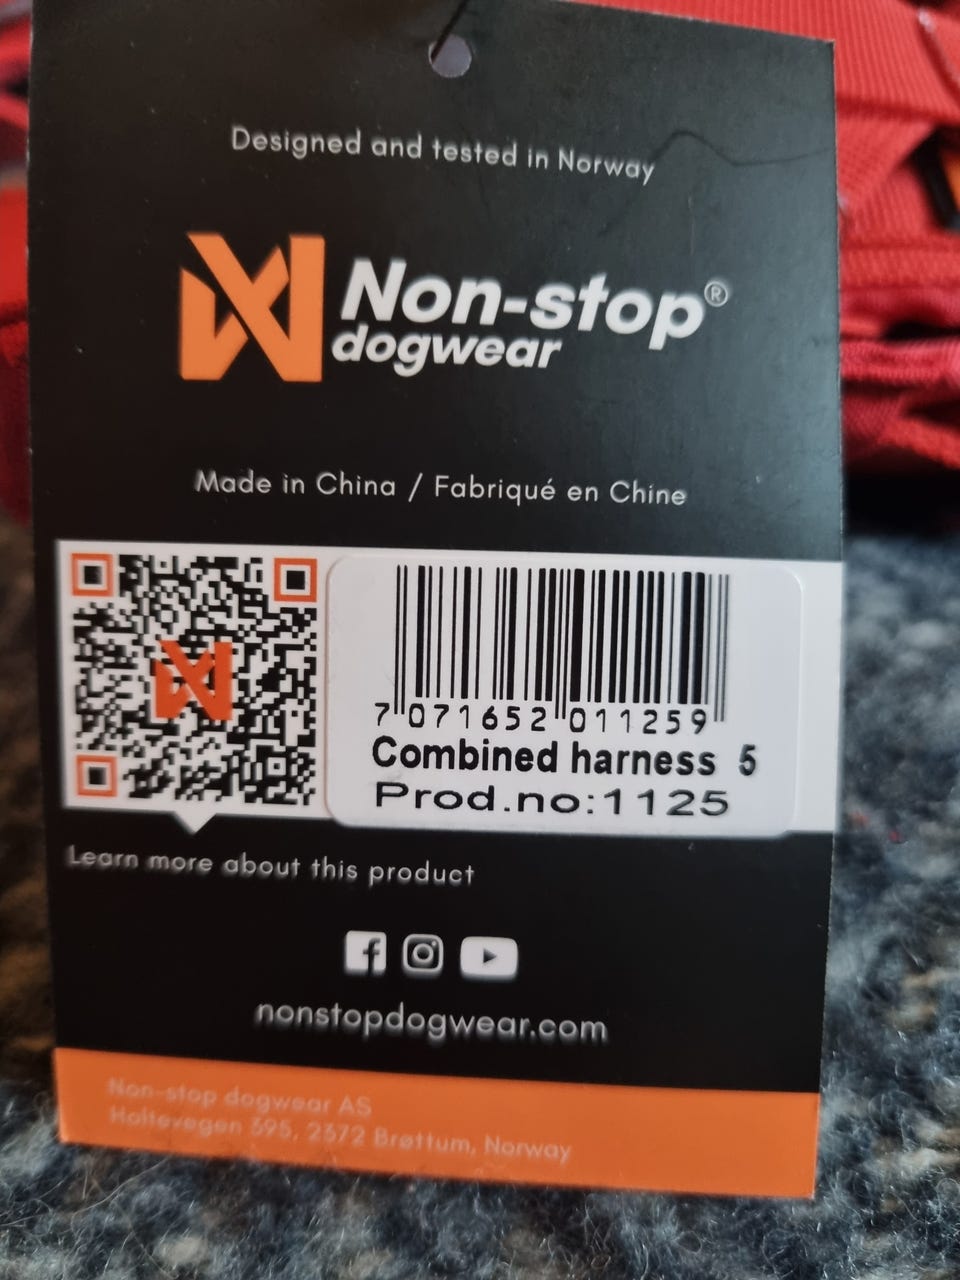 Designed and tested in Norway
Non-stop®
dogwear
Made in China / Fabriqué en Chine
7 071652 011259
Combined harness 5
Prod.no:1125
Learn more about this product
nonstopdogwear.com
Non-stop dogwear AS
Holtevegen 395, 2372 Brøttum, Norway